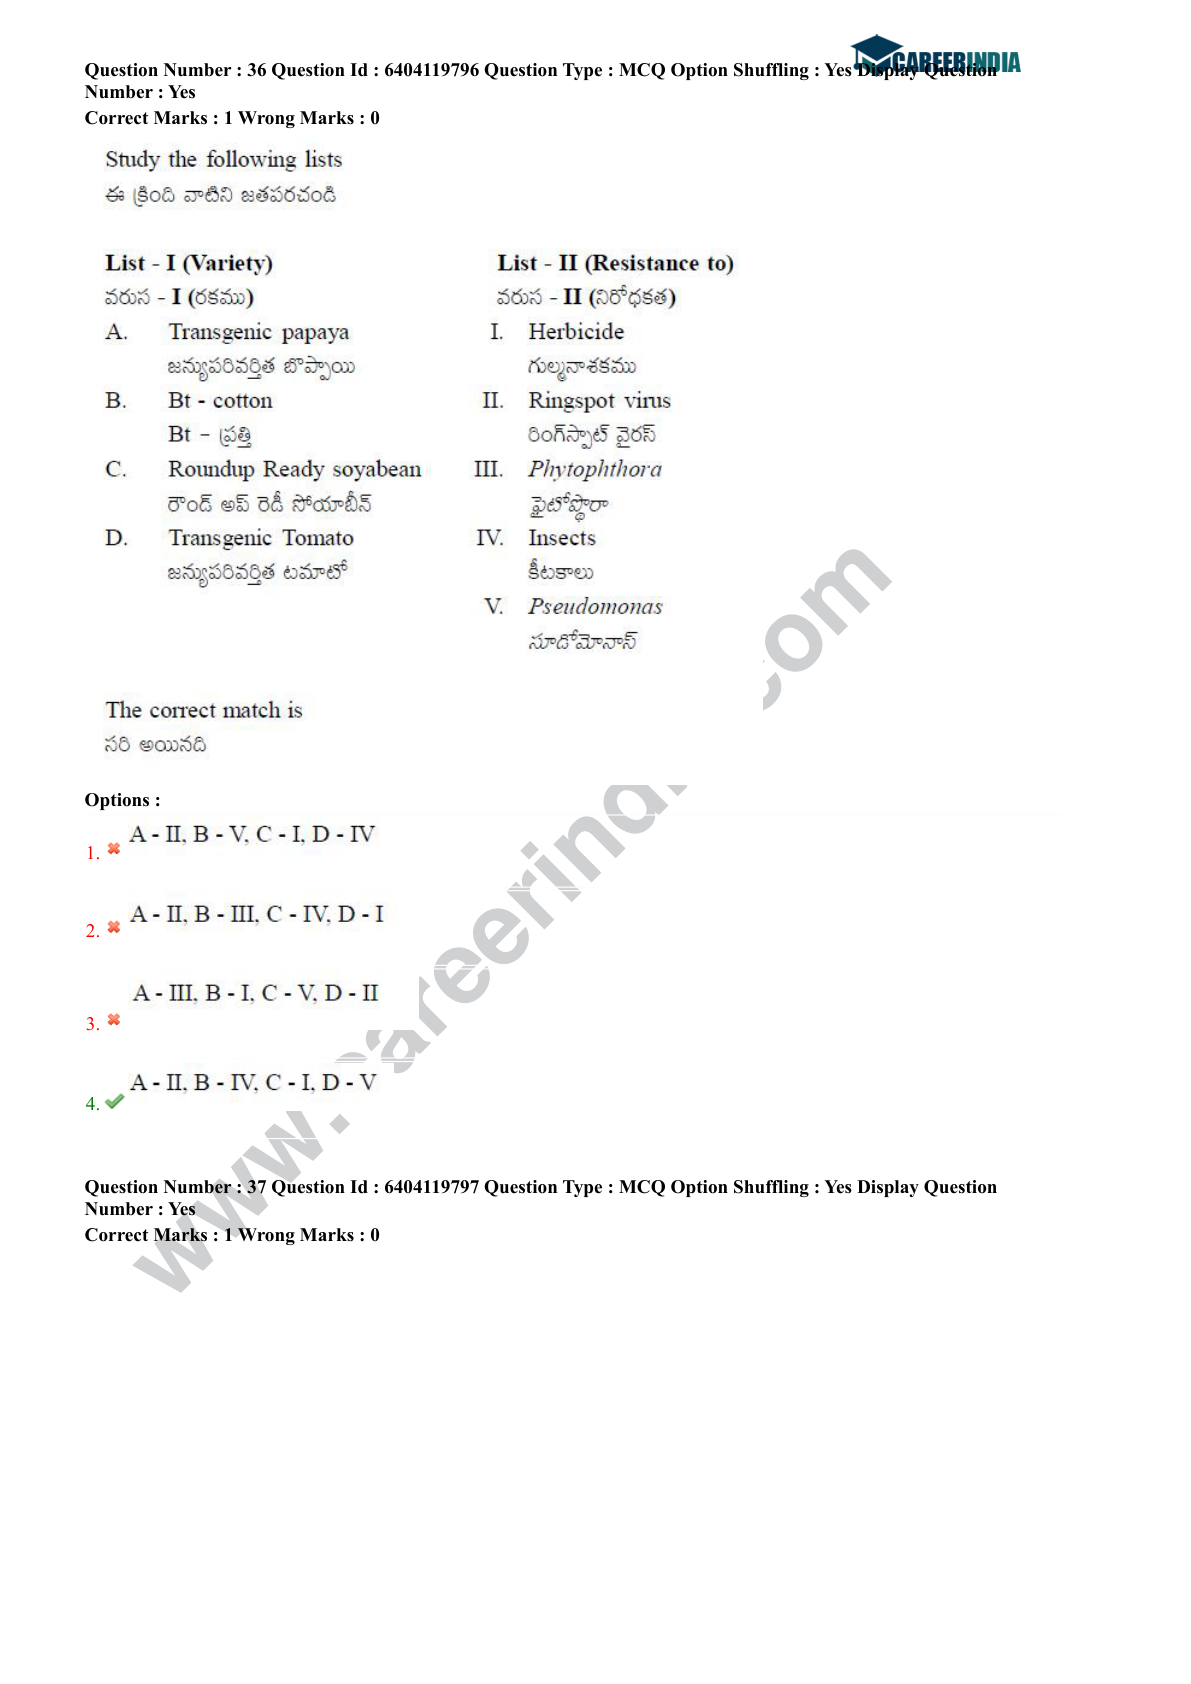 CAREERINDIA
Question Number : 36 Question Id : 6404119796 Question Type : MCQ Option Shuffling : Yes Display Question
Number : Yes
Correct Marks : 1 Wrong Marks : 0
Study the following lists
ఈ క్రింది వాటిని జతపరచండి
List - I (Variety) List - II (Resistance to)
వరుస - I (రకము) వరుస - II (నిరోధకత)
A. Transgenic papaya I. Herbicide
జన్యుపరివర్తిత బొప్పాయి గుల్మనాశకము
B. Bt - cotton II. Ringspot virus
Bt – ప్రత్తి రింగ్‌స్పాట్ వైరస్
C. Roundup Ready soyabean III. Phytophthora
రౌండ్ అప్ రెడీ సోయాబీన్ ఫైటోఫ్థోరా
D. Transgenic Tomato IV. Insects
జన్యుపరివర్తిత టమాటో కీటకాలు
V. Pseudomonas
సూడోమోనాస్
The correct match is
సరి అయినది
Options :
1. A - II, B - V, C - I, D - IV
2. A - II, B - III, C - IV, D - I
3. A - III, B - I, C - V, D - II
4. A - II, B - IV, C - I, D - V
Question Number : 37 Question Id : 6404119797 Question Type : MCQ Option Shuffling : Yes Display Question
Number : Yes
Correct Marks : 1 Wrong Marks : 0
www.careerindia.com